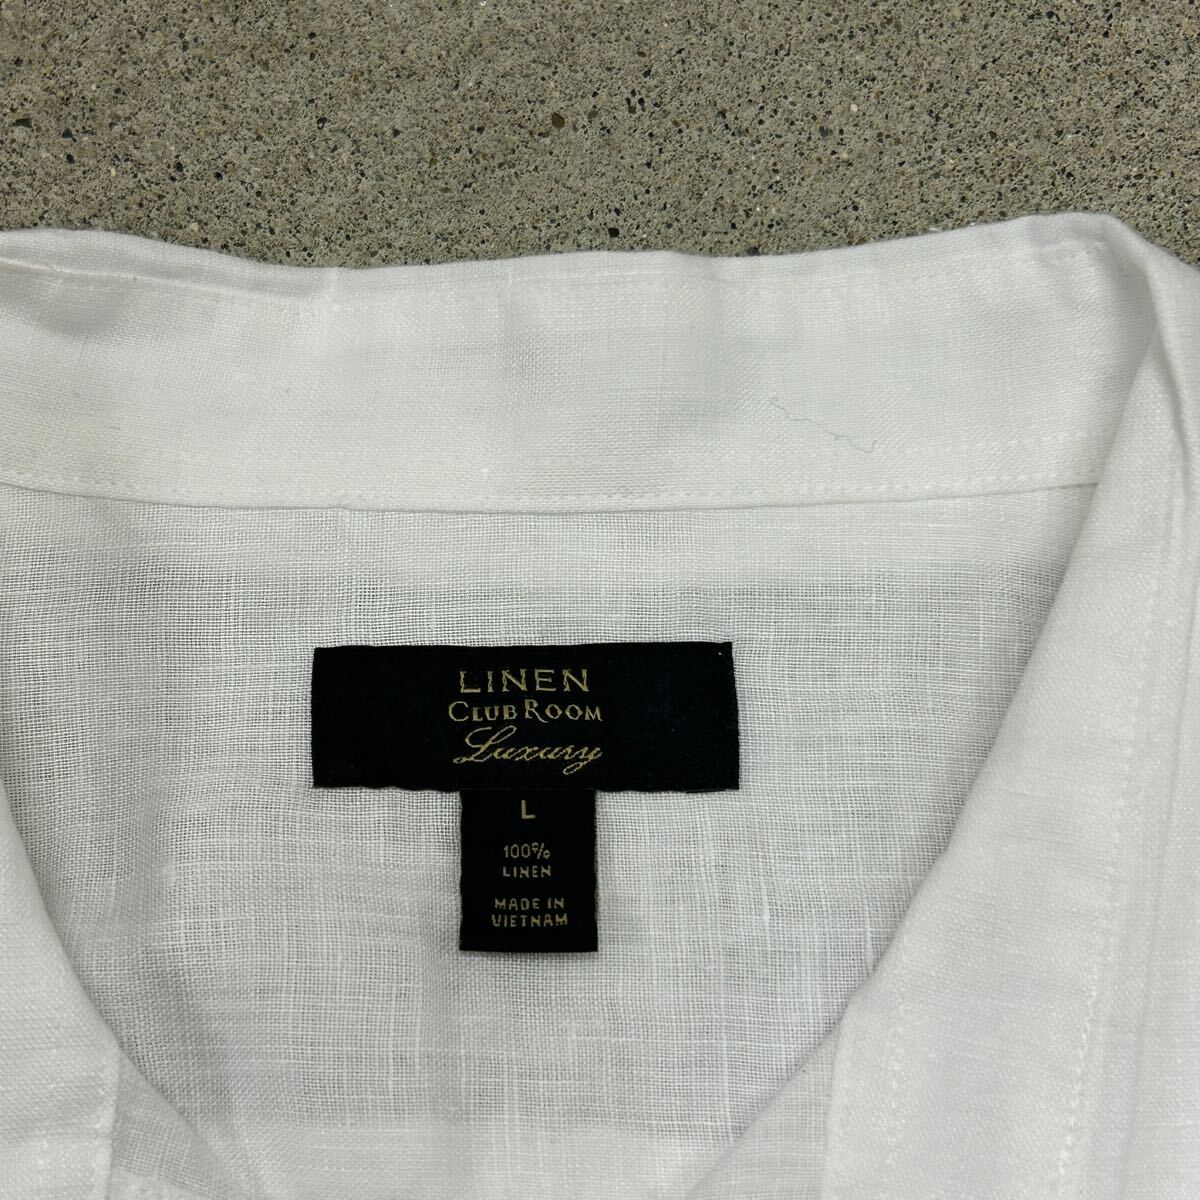 LINEN
CLUB ROOM
Luxury
L
100%
LINEN
MADE IN
VIETNAM